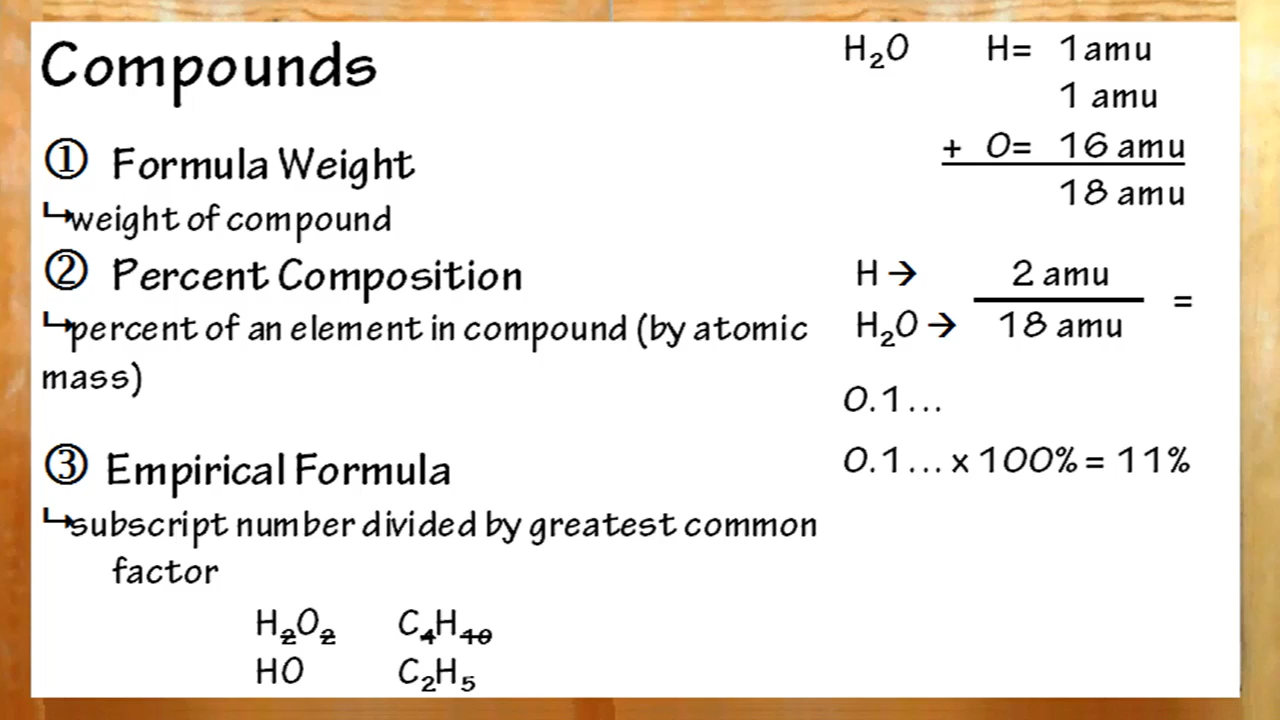 Compounds
① Formula Weight
↳weight of compound
② Percent Composition
↳percent of an element in compound (by atomic
mass)
③ Empirical Formula
↳subscript number divided by greatest common
factor
H₂O₂ C₄H₁₀
HO C₂H₅
H₂O H= 1amu
1 amu
+ O= 16 amu
18 amu
H → 2 amu
=
H₂O → 18 amu
0.1...
0.1... x 100% = 11%